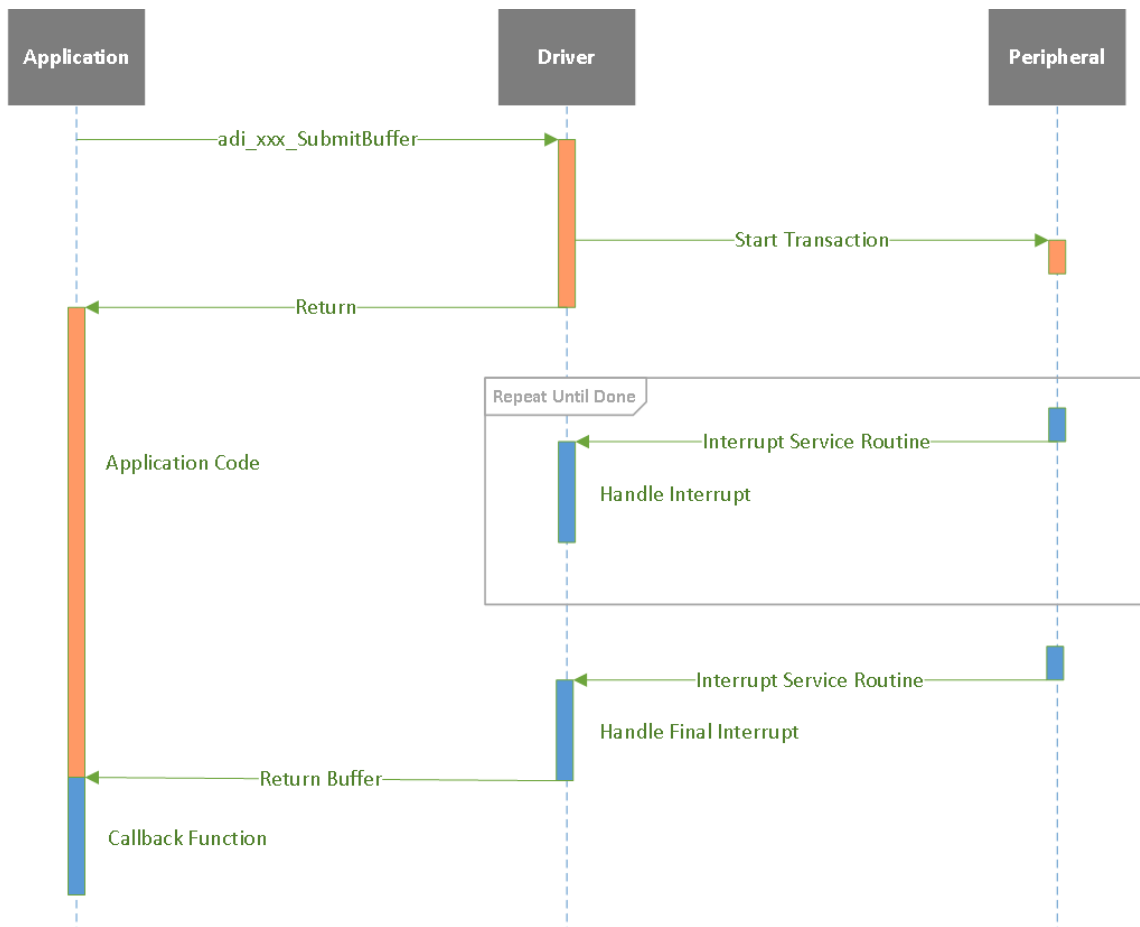 Application
Driver
Peripheral
adi_xxx_SubmitBuffer
Start Transaction
Return
Repeat Until Done
Interrupt Service Routine
Application Code
Handle Interrupt
Interrupt Service Routine
Handle Final Interrupt
Return Buffer
Callback Function